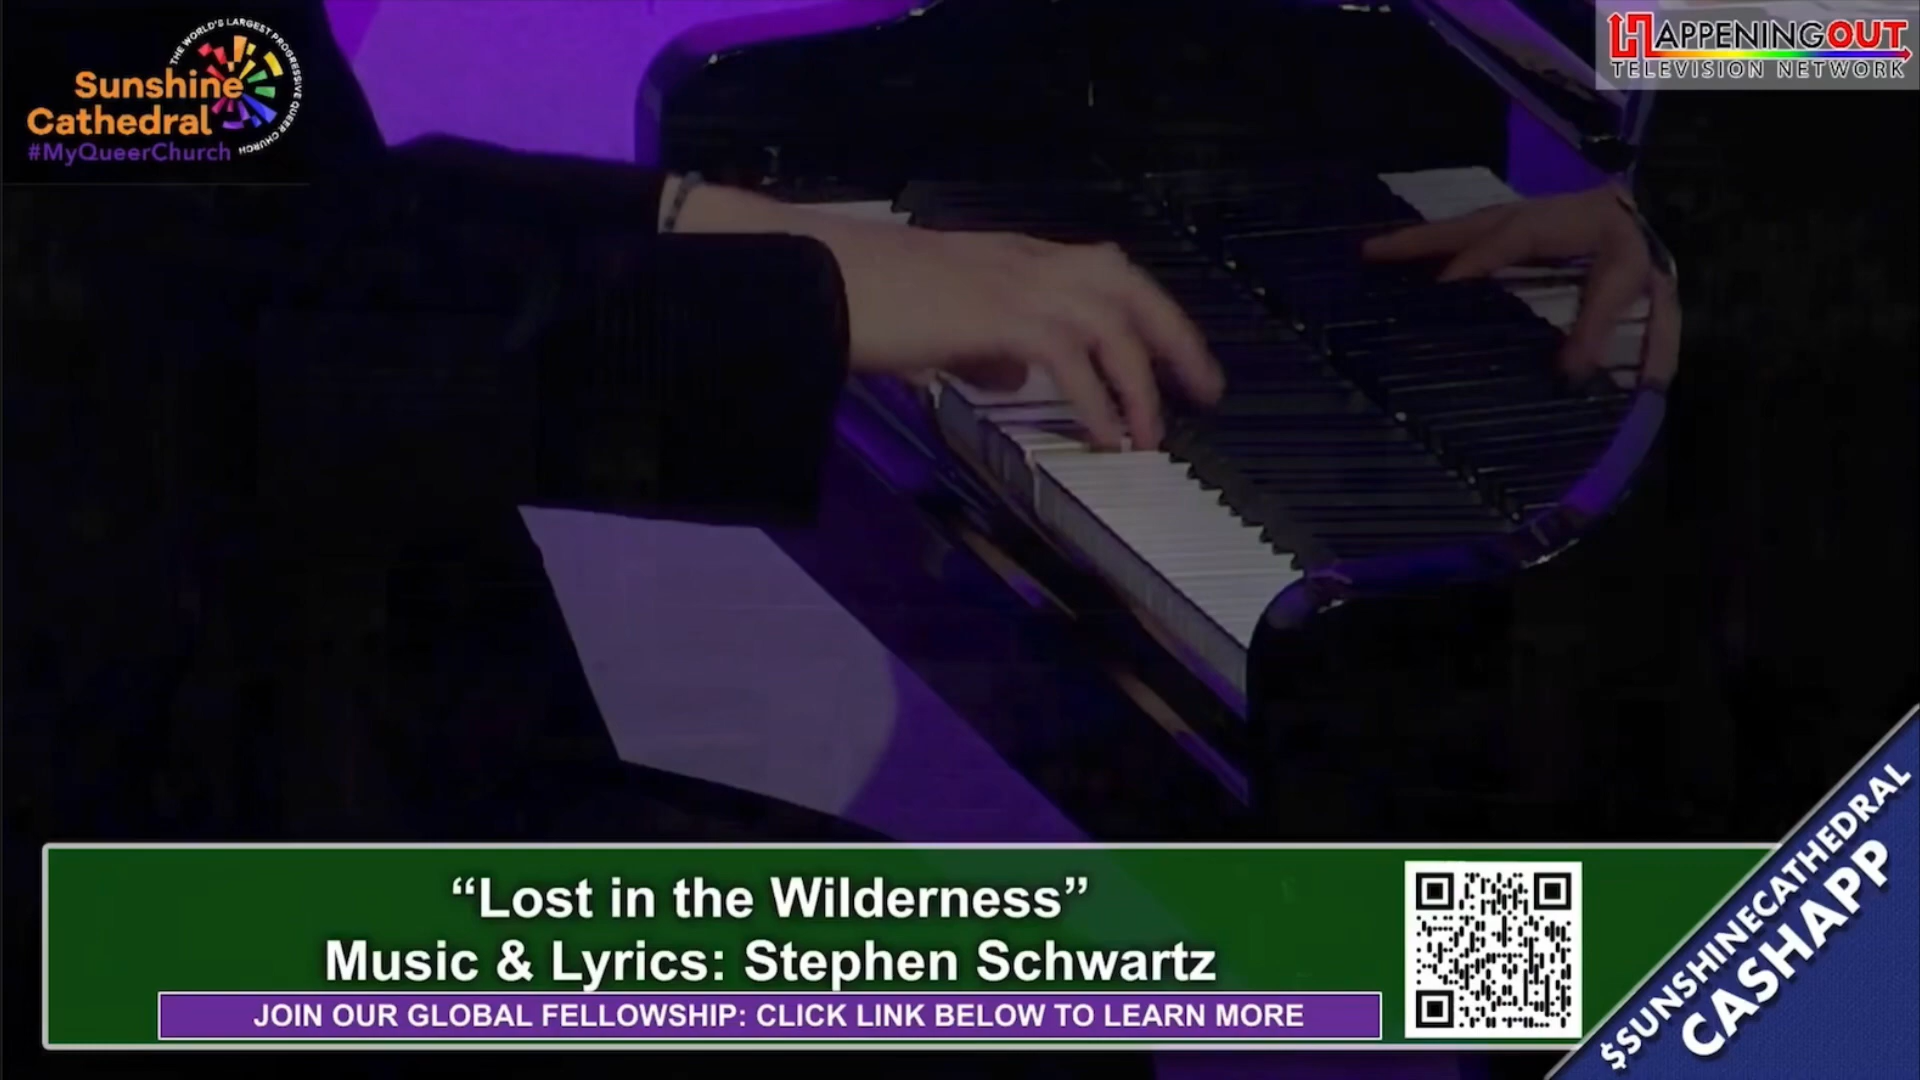 THE WORLD'S LARGEST PROGRESSIVE QUEER CHURCH
Sunshine
Cathedral
#MyQueerChurch
HAPPENINGOUT
TELEVISION NETWORK
“Lost in the Wilderness”
Music & Lyrics: Stephen Schwartz
JOIN OUR GLOBAL FELLOWSHIP: CLICK LINK BELOW TO LEARN MORE
$SUNSHINECATHEDRAL
CASHAPP